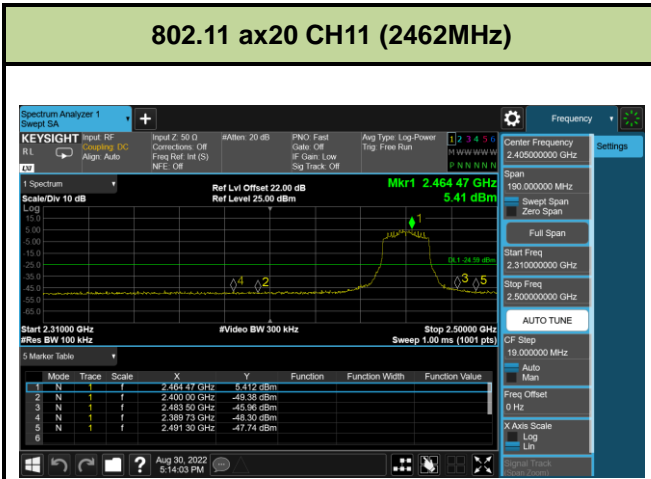 802.11 ax20 CH11 (2462MHz)
Spectrum Analyzer 1
Swept SA
Frequency
Settings
KEYSIGHT
RL
Input: RF
Coupling: DC
Align: Auto
Input Z: 50 Ω
Corrections: Off
Freq Ref: Int (S)
NFE: Off
#Atten: 20 dB
PNO: Fast
Gate: Off
IF Gain: Low
Sig Track: Off
Avg Type: Log-Power
Trig: Free Run
1 2 3 4 5 6
M W W W W W
P N N N N N
1 Spectrum
Scale/Div 10 dB
Ref Lvl Offset 22.00 dB
Ref Level 25.00 dBm
Mkr1 2.464 47 GHz
5.41 dBm
Log
15.0
5.00
-5.00
-15.0
-25.0
-35.0
-45.0
-55.0
-65.0
1
DL1 -24.59 dBm
4
2
3
5
Start 2.31000 GHz
#Res BW 100 kHz
#Video BW 300 kHz
Stop 2.50000 GHz
Sweep 1.00 ms (1001 pts)
5 Marker Table
Mode Trace Scale X Y Function Function Width Function Value
1 N 1 f 2.464 47 GHz 5.412 dBm
2 N 1 f 2.400 00 GHz -49.38 dBm
3 N 1 f 2.483 50 GHz -45.96 dBm
4 N 1 f 2.389 73 GHz -48.30 dBm
5 N 1 f 2.491 30 GHz -47.74 dBm
6
Center Frequency
2.405000000 GHz
Span
190.000000 MHz
Swept Span
Zero Span
Full Span
Start Freq
2.310000000 GHz
Stop Freq
2.500000000 GHz
AUTO TUNE
CF Step
19.000000 MHz
Auto
Man
Freq Offset
0 Hz
X Axis Scale
Log
Lin
Signal Track
(Span Zoom)
?
Aug 30, 2022
5:14:03 PM